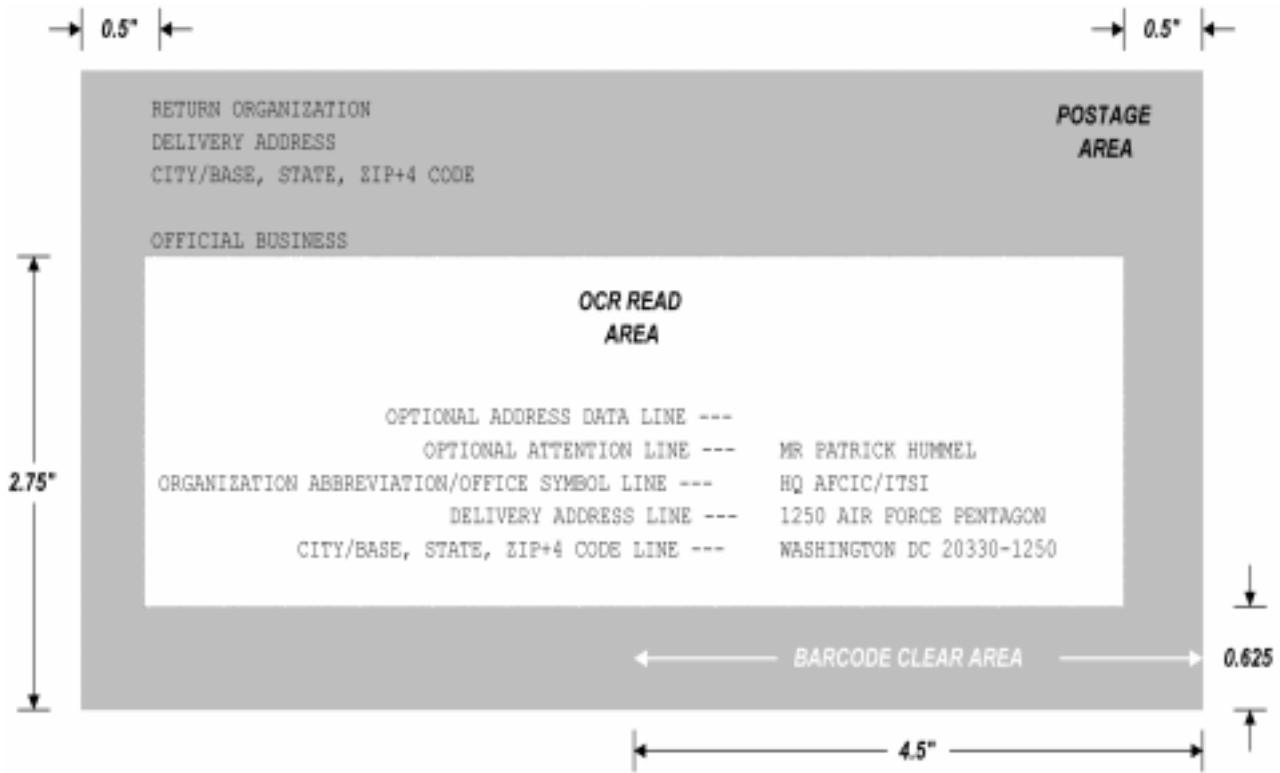 0.5"
0.5"
RETURN ORGANIZATION
DELIVERY ADDRESS
CITY/BASE, STATE, ZIP+4 CODE
POSTAGE
AREA
OFFICIAL BUSINESS
OCR READ
AREA
OPTIONAL ADDRESS DATA LINE ---
OPTIONAL ATTENTION LINE --- MR PATRICK HUMMEL
ORGANIZATION ABBREVIATION/OFFICE SYMBOL LINE --- HQ AFCIC/ITSI
DELIVERY ADDRESS LINE --- 1250 AIR FORCE PENTAGON
CITY/BASE, STATE, ZIP+4 CODE LINE --- WASHINGTON DC 20330-1250
2.75"
BARCODE CLEAR AREA
0.625
4.5"